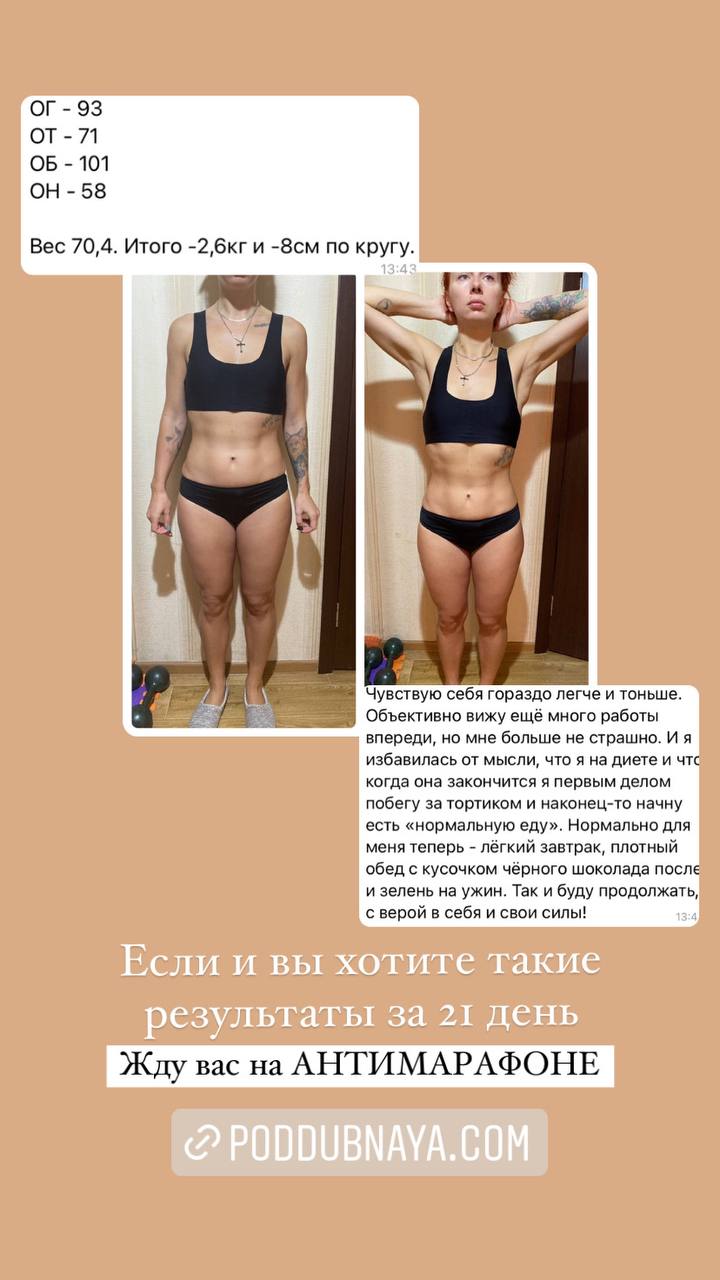 ОГ - 93
ОТ - 71
ОБ - 101
ОН - 58
Вес 70,4. Итого -2,6кг и -8см по кругу.
13:43
Чувствую себя гораздо легче и тоньше.
Объективно вижу ещё много работы
впереди, но мне больше не страшно. И я
избавилась от мысли, что я на диете и что
когда она закончится я первым делом
побегу за тортиком и наконец-то начну
есть «нормальную еду». Нормально для
меня теперь - лёгкий завтрак, плотный
обед с кусочком чёрного шоколада после
и зелень на ужин. Так и буду продолжать,
с верой в себя и свои силы!
13:4
Если и вы хотите такие
результаты за 21 день
Жду вас на АНТИМАРАФОНЕ
PODDUBNAYA.COM